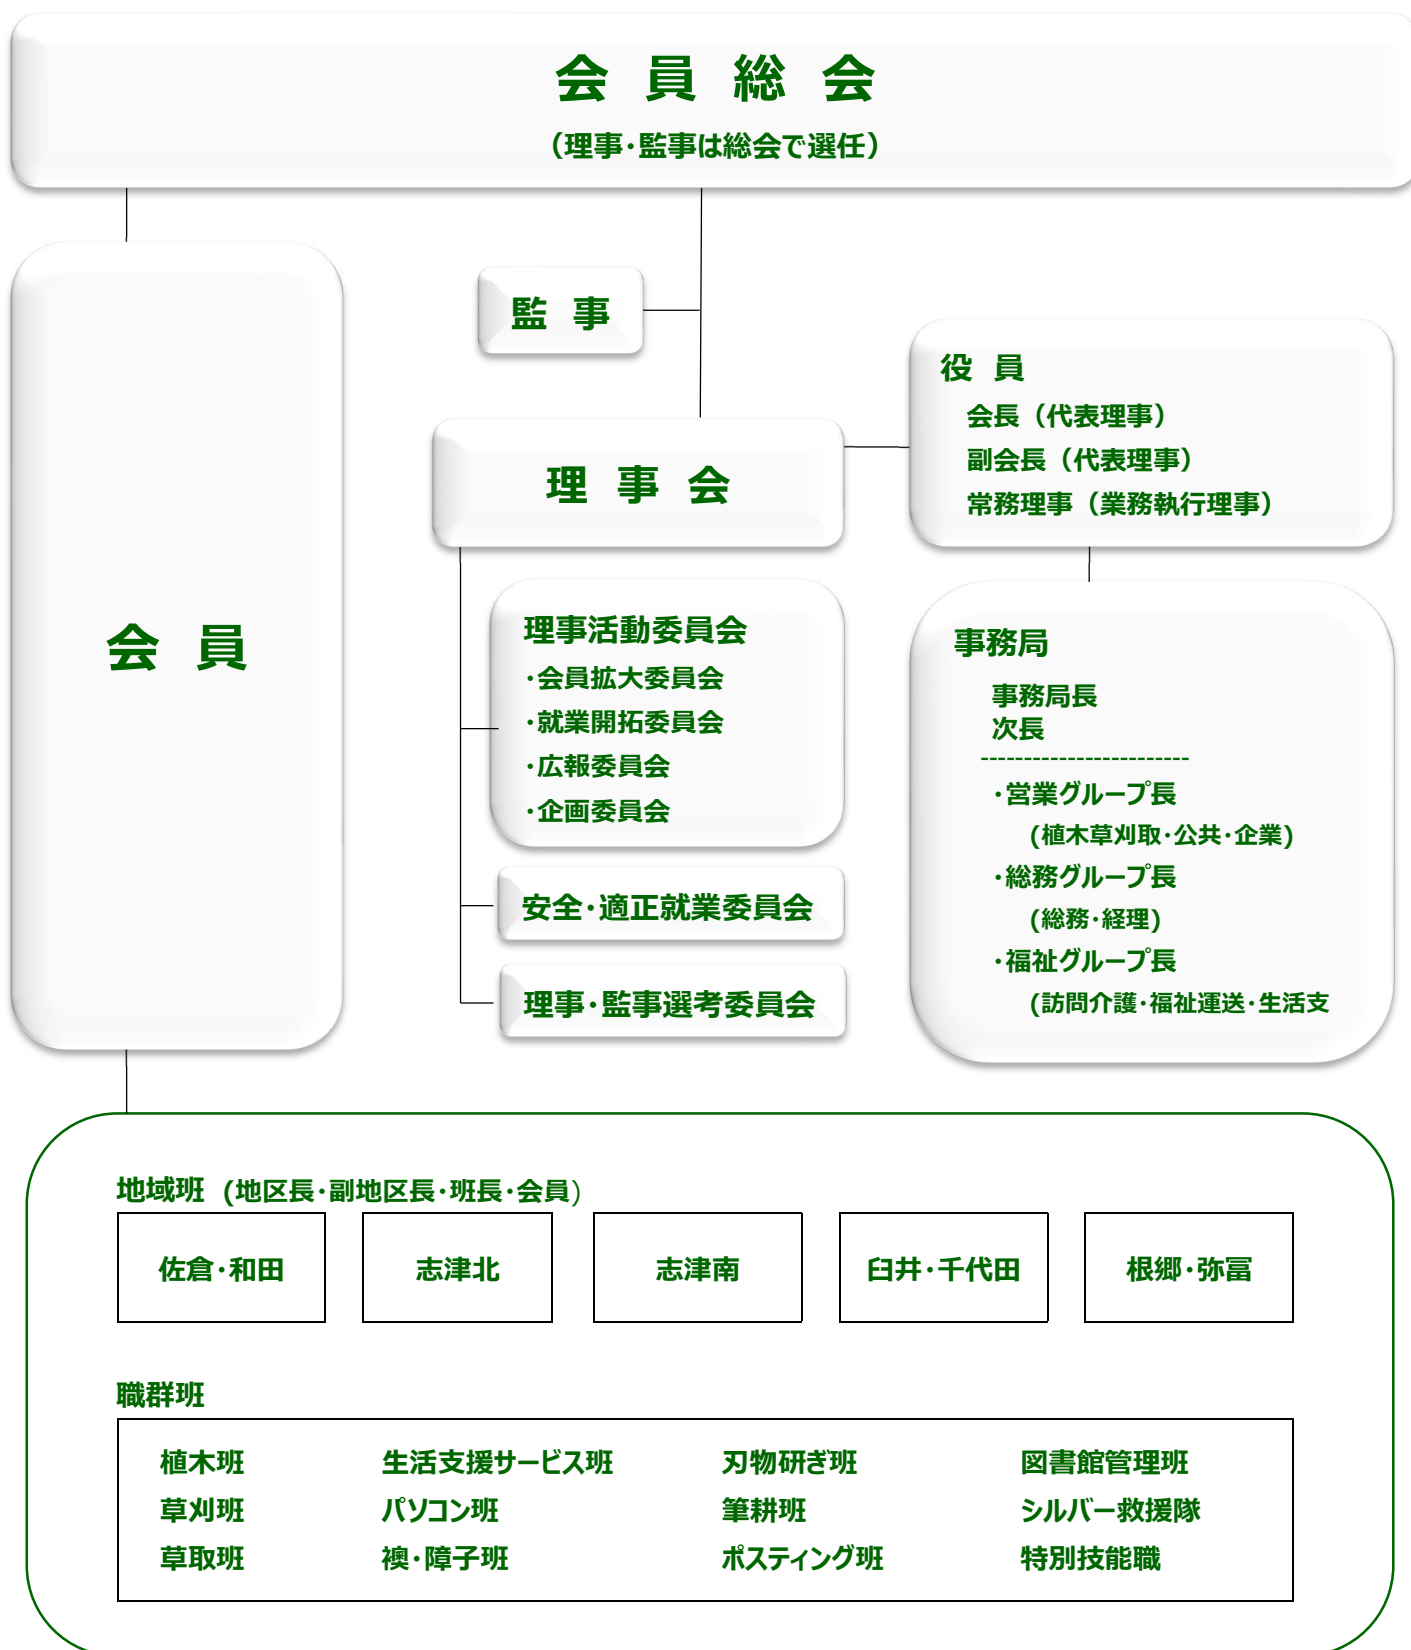 会員総会
（理事・監事は総会で選任）
監事
役員
会長（代表理事）
副会長（代表理事）
常務理事（業務執行理事）
理事会
会員
理事活動委員会
・会員拡大委員会
・就業開拓委員会
・広報委員会
・企画委員会
安全・適正就業委員会
理事・監事選考委員会
事務局
事務局長
次長
------------------------
・営業グループ長
(植木草刈取・公共・企業)
・総務グループ長
(総務・経理)
・福祉グループ長
(訪問介護・福祉運送・生活支
地域班 (地区長・副地区長・班長・会員）
佐倉・和田 志津北 志津南 臼井・千代田 根郷・弥冨
職群班
植木班 生活支援サービス班 刃物研ぎ班 図書館管理班
草刈班 パソコン班 筆耕班 シルバー救援隊
草取班 襖・障子班 ポスティング班 特別技能職